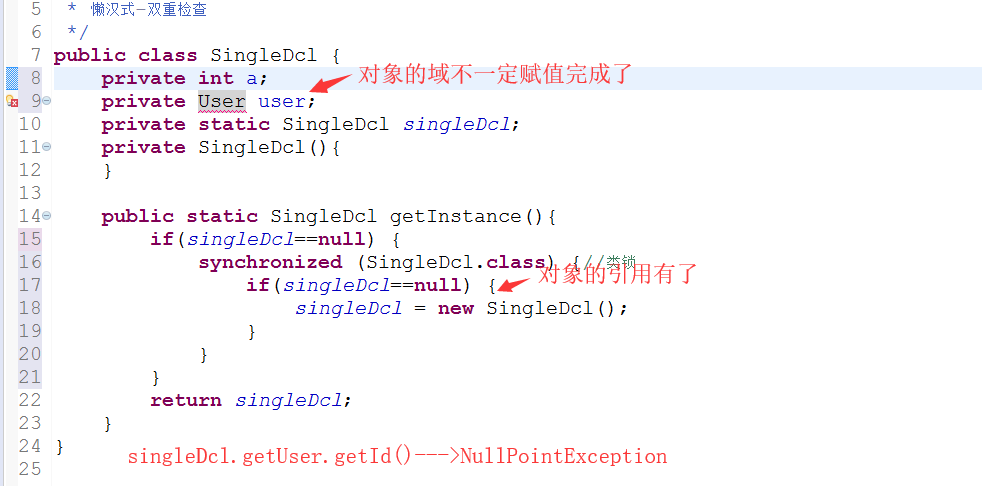 5 * 懒汉式-双重检查
6 */
7 public class SingleDcl {
8 private int a;
对象的域不一定赋值完成了
9 private User user;
10 private static SingleDcl singleDcl;
11 private SingleDcl(){
12 }
13
14 public static SingleDcl getInstance(){
15 if(singleDcl==null) {
16 synchronized (SingleDcl.class) {//类锁
对象的引用有了
17 if(singleDcl==null) {
18 singleDcl = new SingleDcl();
19 }
20 }
21 }
22 return singleDcl;
23 }
24 }
singleDcl.getUser.getId()--->NullPointException
25